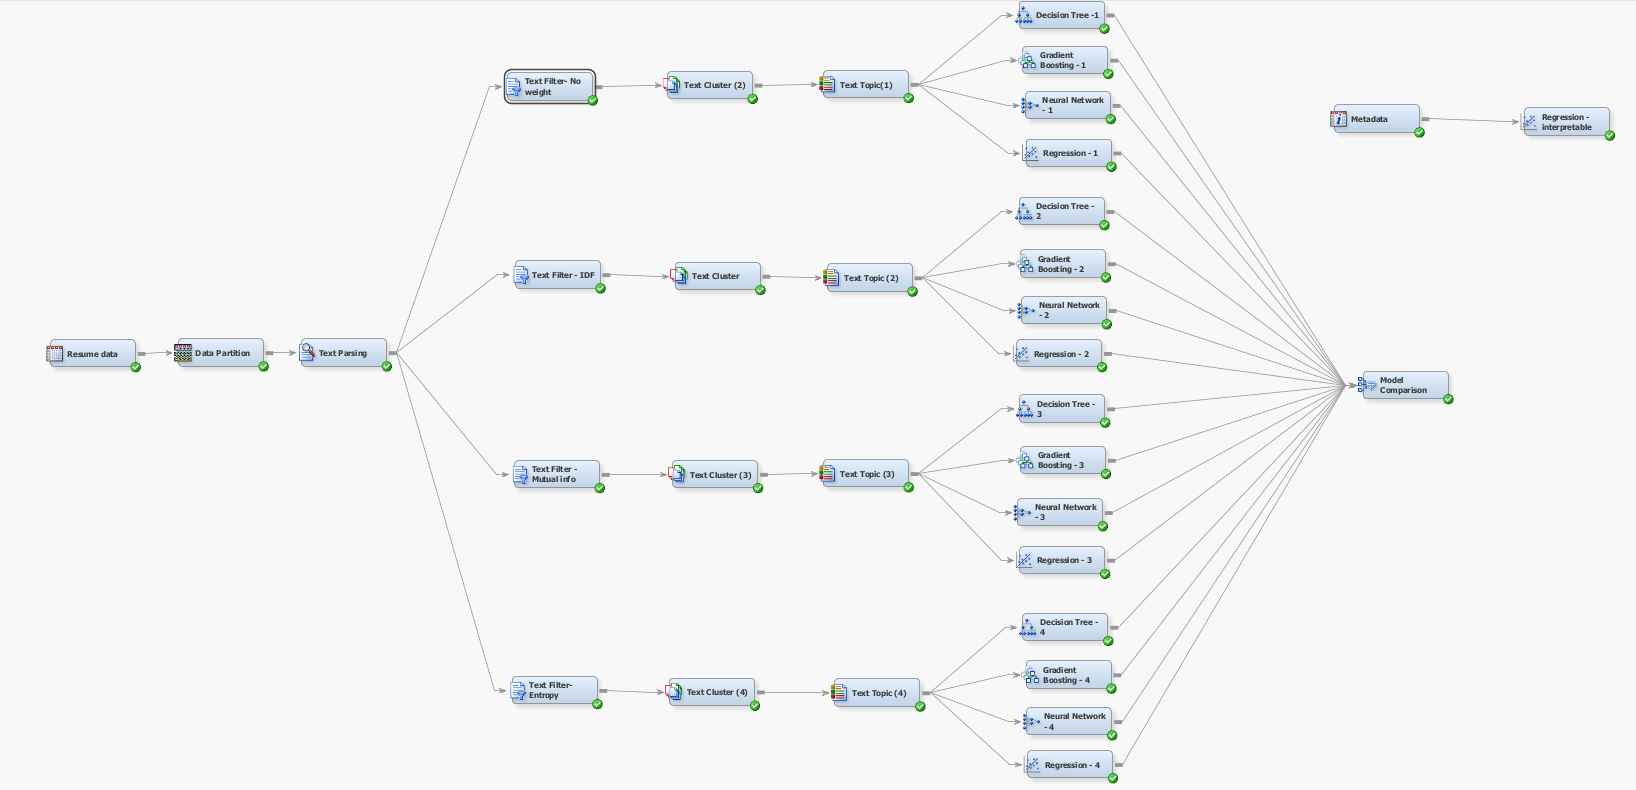 Resume data
Data Partition
Text Parsing
Text Filter- No
weight
Text Cluster (2)
Text Topic(1)
Decision Tree -1
Gradient
Boosting - 1
Neural Network
- 1
Regression - 1
Text Filter - IDF
Text Cluster
Text Topic (2)
Decision Tree -
2
Gradient
Boosting - 2
Neural Network
- 2
Regression - 2
Text Filter -
Mutual info
Text Cluster (3)
Text Topic (3)
Decision Tree -
3
Gradient
Boosting - 3
Neural Network
- 3
Regression - 3
Text Filter-
Entropy
Text Cluster (4)
Text Topic (4)
Decision Tree -
4
Gradient
Boosting - 4
Neural Network
- 4
Regression - 4
Model
Comparison
Metadata
Regression -
interpretable